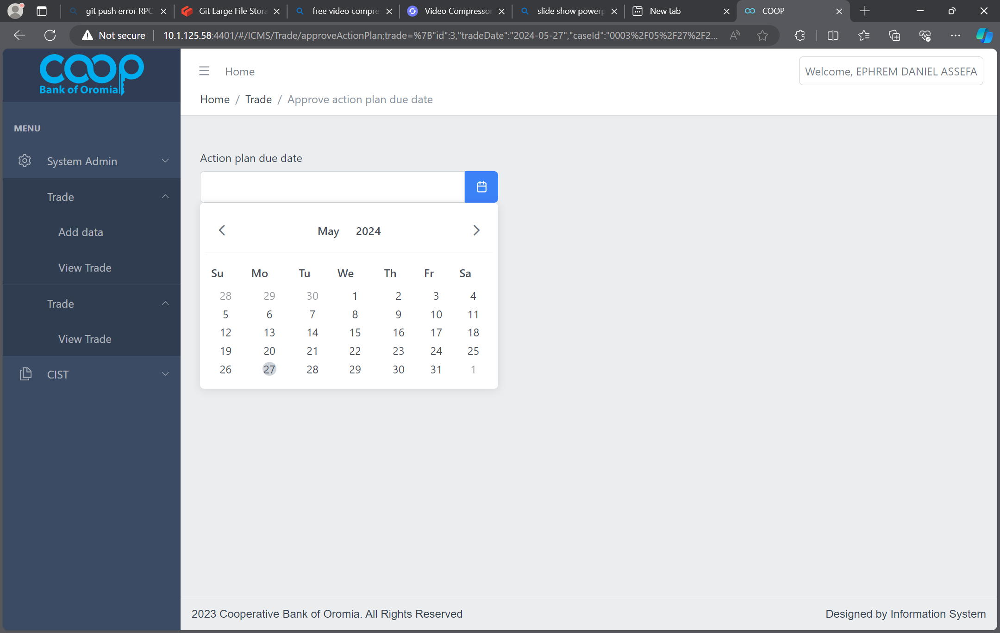 git push error RPC
Git Large File Stora
free video compre
Video Compressor
slide show powerp
New tab
COOP
Not secure
10.1.125.58:4401/#/ICMS/Trade/approveActionPlan;trade=%7B"id":3,"tradeDate":"2024-05-27","caseId":"0003%2F05%2F27%2F2...
coop
Bank of Oromia
Home
Welcome, EPHREM DANIEL ASSEFA
Home / Trade / Approve action plan due date
MENU
System Admin
Trade
Add data
View Trade
Trade
View Trade
CIST
Action plan due date
May 2024
Su Mo Tu We Th Fr Sa
28 29 30 1 2 3 4
5 6 7 8 9 10 11
12 13 14 15 16 17 18
19 20 21 22 23 24 25
26 27 28 29 30 31 1
2023 Cooperative Bank of Oromia. All Rights Reserved
Designed by Information System